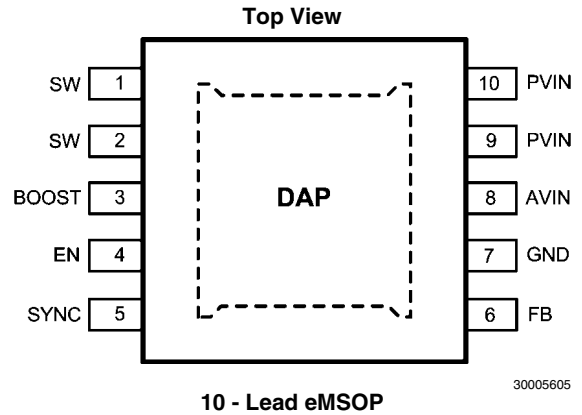 Top View
SW 1 10 PVIN
SW 2 9 PVIN
BOOST 3 DAP 8 AVIN
EN 4 7 GND
SYNC 5 6 FB
30005605
10 - Lead eMSOP